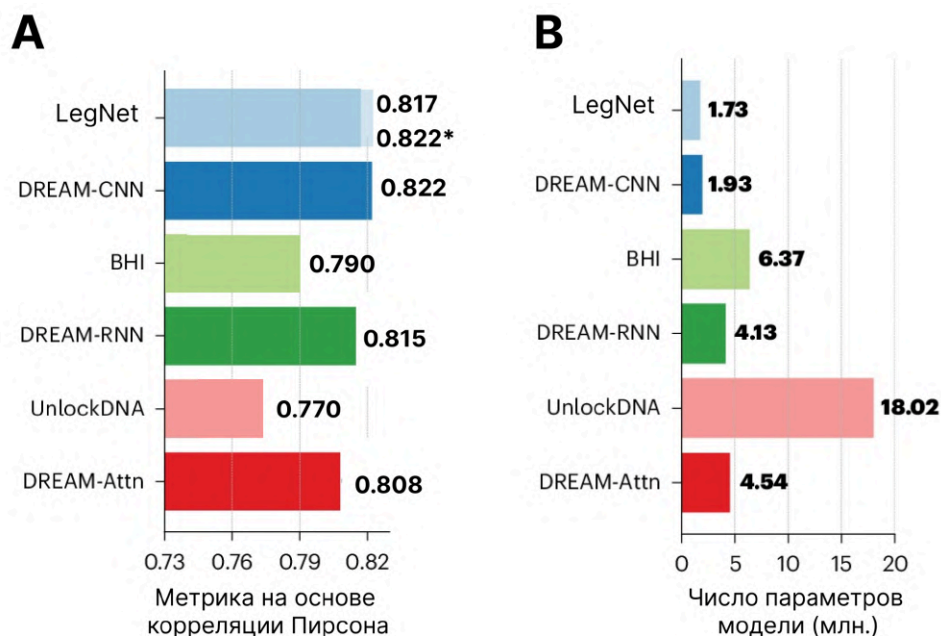 A
LegNet
0.817
0.822*
DREAM-CNN
0.822
BHI
0.790
DREAM-RNN
0.815
UnlockDNA
0.770
DREAM-Attn
0.808
0.73 0.76 0.79 0.82
Метрика на основе
корреляции Пирсона
B
LegNet
1.73
DREAM-CNN
1.93
BHI
6.37
DREAM-RNN
4.13
UnlockDNA
18.02
DREAM-Attn
4.54
0 5 10 15 20
Число параметров
модели (млн.)